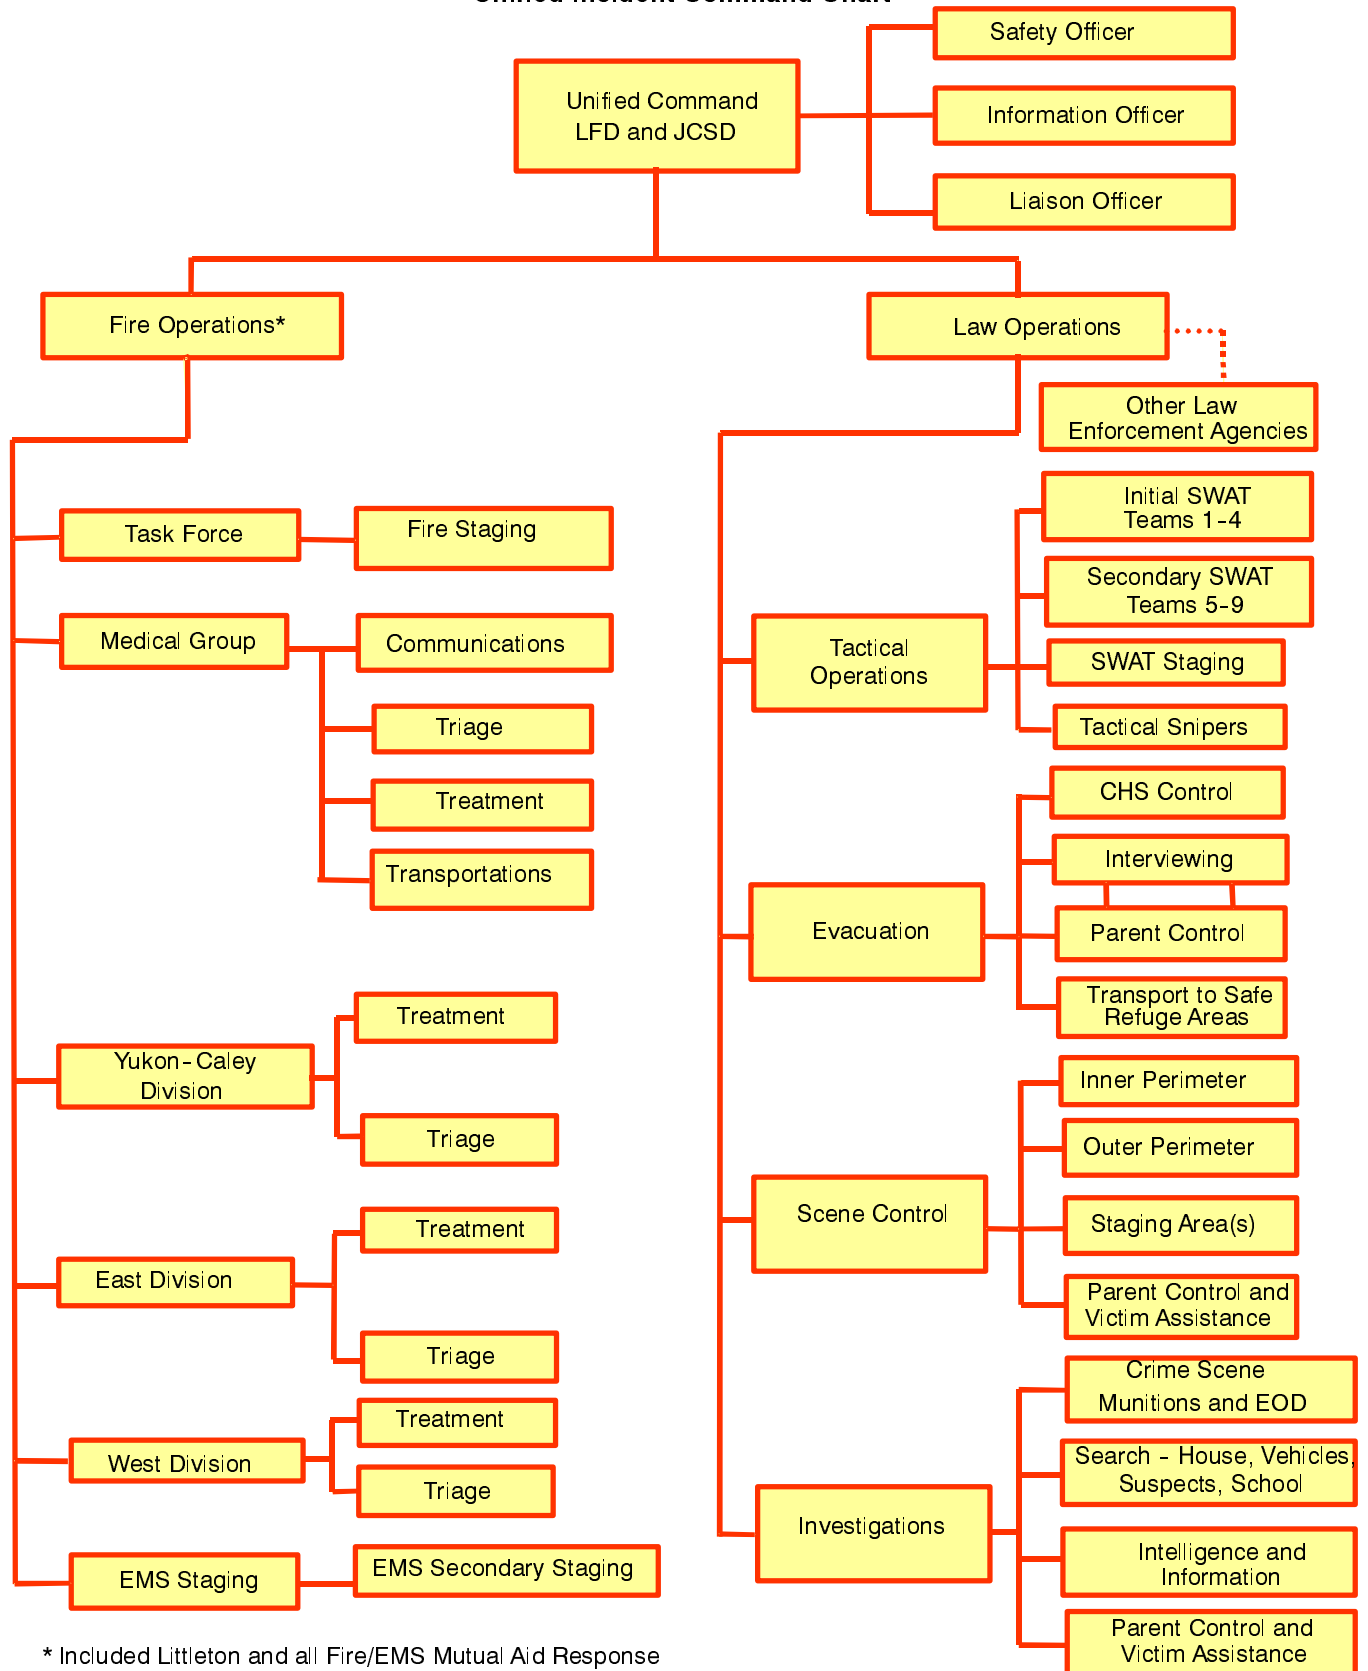 Unified Incident Command Chart
Safety Officer
Unified Command
LFD and JCSD
Information Officer
Liaison Officer
Fire Operations*
Law Operations
Other Law
Enforcement Agencies
Task Force
Fire Staging
Medical Group
Communications
Triage
Treatment
Transportations
Yukon-Caley
Division
Treatment
Triage
East Division
Treatment
Triage
West Division
Treatment
Triage
EMS Staging
EMS Secondary Staging
Tactical
Operations
Initial SWAT
Teams 1-4
Secondary SWAT
Teams 5-9
SWAT Staging
Tactical Snipers
Evacuation
CHS Control
Interviewing
Parent Control
Transport to Safe
Refuge Areas
Scene Control
Inner Perimeter
Outer Perimeter
Staging Area(s)
Parent Control and
Victim Assistance
Investigations
Crime Scene
Munitions and EOD
Search - House, Vehicles,
Suspects, School
Intelligence and
Information
Parent Control and
Victim Assistance
* Included Littleton and all Fire/EMS Mutual Aid Response